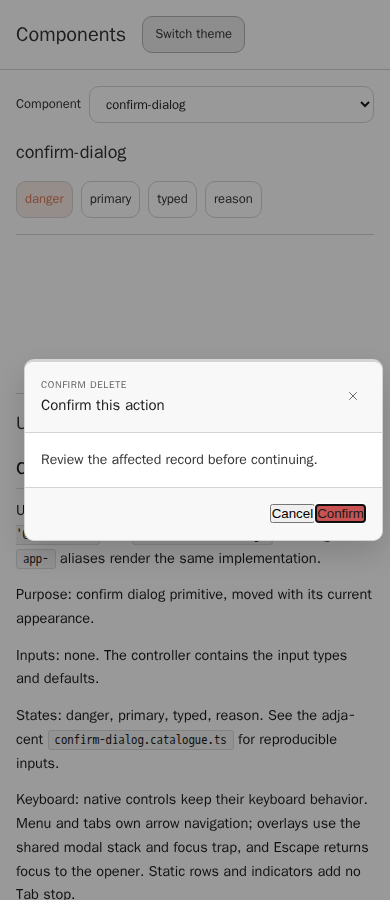 Components
Switch theme
Component
confirm-dialog
confirm-dialog
danger
primary
typed
reason
CONFIRM DELETE
Confirm this action
Review the affected record before continuing.
Cancel
Confirm
app- aliases render the same implementation.
Purpose: confirm dialog primitive, moved with its current
appearance.
Inputs: none. The controller contains the input types
and defaults.
States: danger, primary, typed, reason. See the adja-
cent confirm-dialog.catalogue.ts for reproducible
inputs.
Keyboard: native controls keep their keyboard behavior.
Menu and tabs own arrow navigation; overlays use the
shared modal stack and focus trap, and Escape returns
focus to the opener. Static rows and indicators add no
Tab stop.